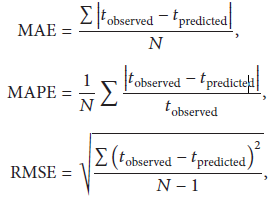 MAE = ∑|t_observed − t_predicted| / N,
MAPE = 1/N ∑ |t_observed − t_predicted| / t_observed,
RMSE = √(∑(t_observed − t_predicted)² / (N − 1)),